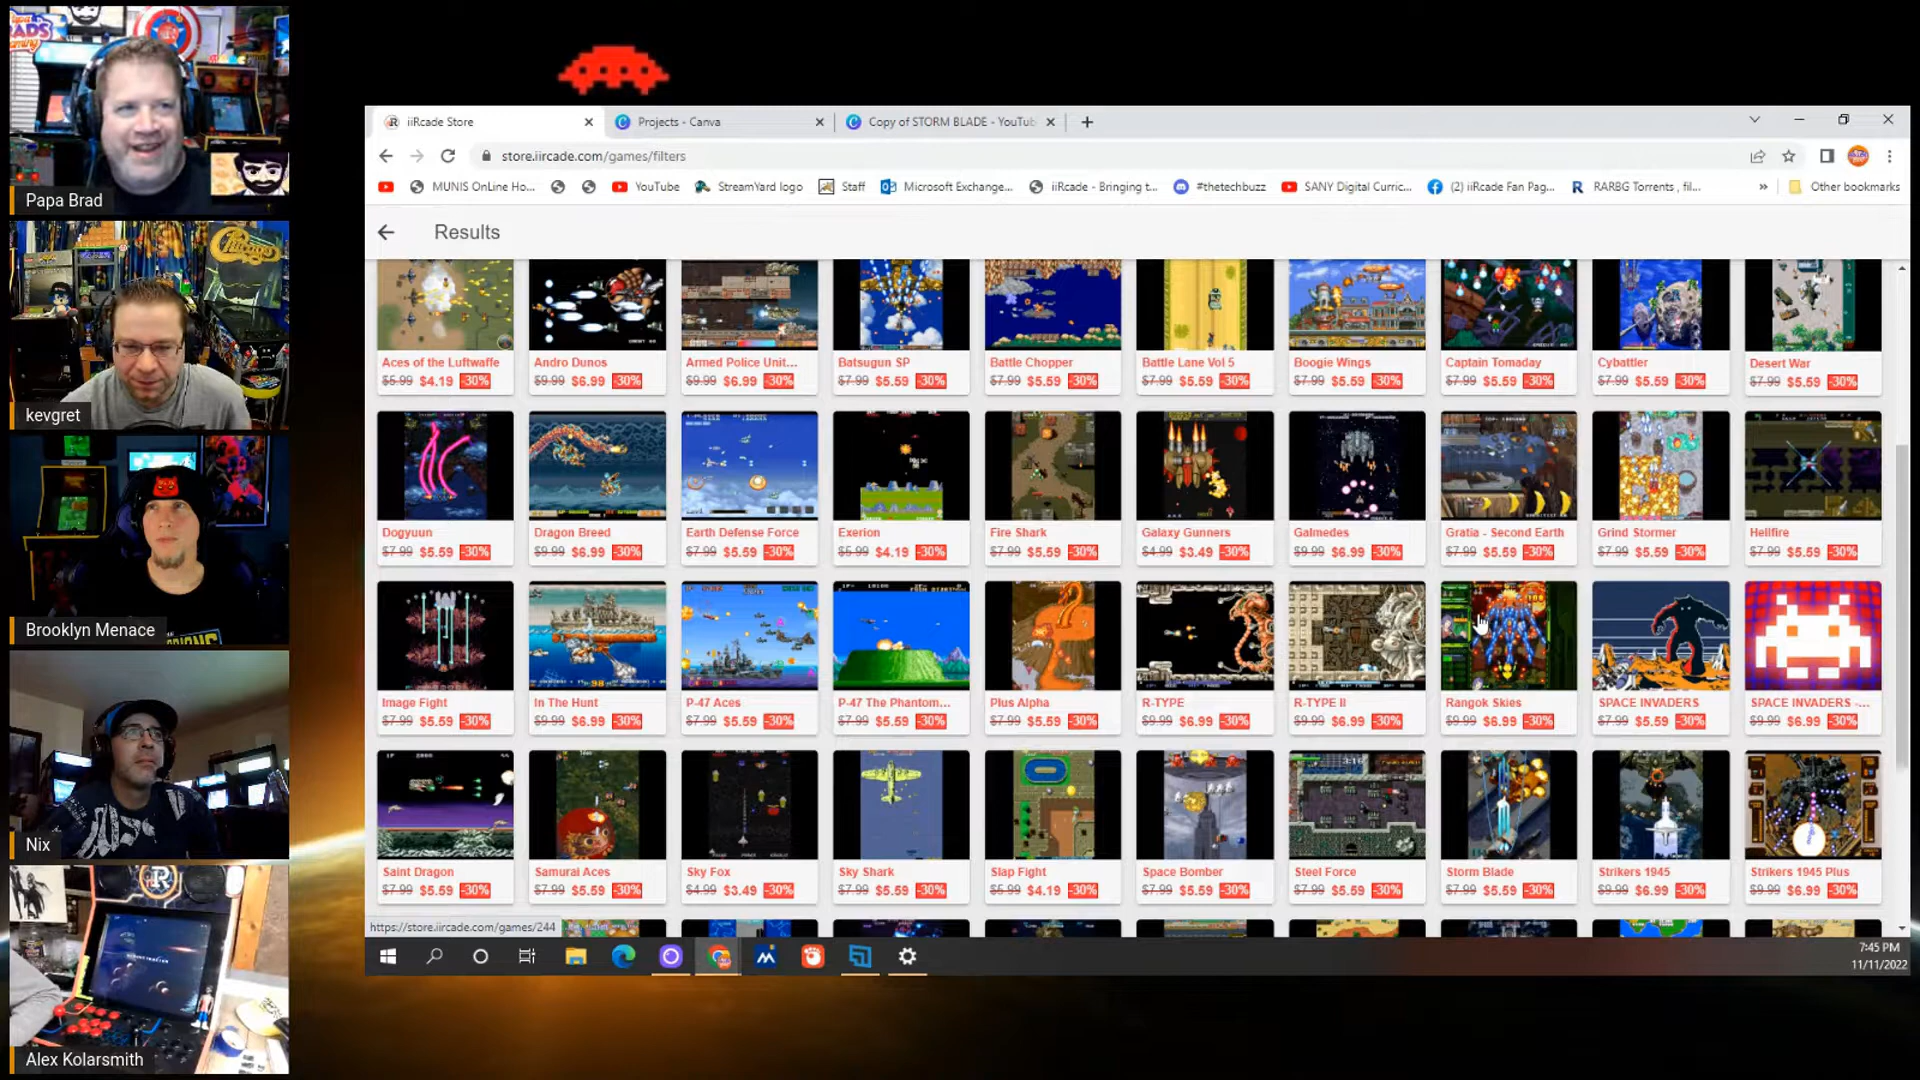 Papa Brad
kevgret
Brooklyn Menace
Nix
Alex Kolarsmith
iiRcade Store
Projects - Canva
Copy of STORM BLADE - YouTub
store.iircade.com/games/filters
MUNIS OnLine Ho...
YouTube
StreamYard logo
Staff
Microsoft Exchange...
iiRcade - Bringing t...
#thetechbuzz
SANY Digital Curric...
(2) iiRcade Fan Pag...
RARBG Torrents , fil...
»
Other bookmarks
Results
Aces of the Luftwaffe
$5.99 $4.19 -30%
Andro Dunos
$9.99 $6.99 -30%
Armed Police Unit...
$9.99 $6.99 -30%
Batsugun SP
$7.99 $5.59 -30%
Battle Chopper
$7.99 $5.59 -30%
Battle Lane Vol 5
$7.99 $5.59 -30%
Boogie Wings
$7.99 $5.59 -30%
Captain Tomaday
$7.99 $5.59 -30%
Cybattler
$7.99 $5.59 -30%
Desert War
$7.99 $5.59 -30%
Dogyuun
$7.99 $5.59 -30%
Dragon Breed
$9.99 $6.99 -30%
Earth Defense Force
$7.99 $5.59 -30%
Exerion
$5.99 $4.19 -30%
Fire Shark
$7.99 $5.59 -30%
Galaxy Gunners
$4.99 $3.49 -30%
Galmedes
$9.99 $6.99 -30%
Gratia - Second Earth
$7.99 $5.59 -30%
Grind Stormer
$7.99 $5.59 -30%
Hellfire
$7.99 $5.59 -30%
Image Fight
$7.99 $5.59 -30%
In The Hunt
$9.99 $6.99 -30%
P-47 Aces
$7.99 $5.59 -30%
P-47 The Phantom...
$7.99 $5.59 -30%
Plus Alpha
$7.99 $5.59 -30%
R-TYPE
$9.99 $6.99 -30%
R-TYPE II
$9.99 $6.99 -30%
Rangok Skies
$9.99 $6.99 -30%
SPACE INVADERS
$7.99 $5.59 -30%
SPACE INVADERS -...
$9.99 $6.99 -30%
Saint Dragon
$7.99 $5.59 -30%
Samurai Aces
$7.99 $5.59 -30%
Sky Fox
$4.99 $3.49 -30%
Sky Shark
$7.99 $5.59 -30%
Slap Fight
$5.99 $4.19 -30%
Space Bomber
$7.99 $5.59 -30%
Steel Force
$7.99 $5.59 -30%
Storm Blade
$7.99 $5.59 -30%
Strikers 1945
$9.99 $6.99 -30%
Strikers 1945 Plus
$9.99 $6.99 -30%
https://store.iircade.com/games/244
7:45 PM
11/11/2022
Chicago